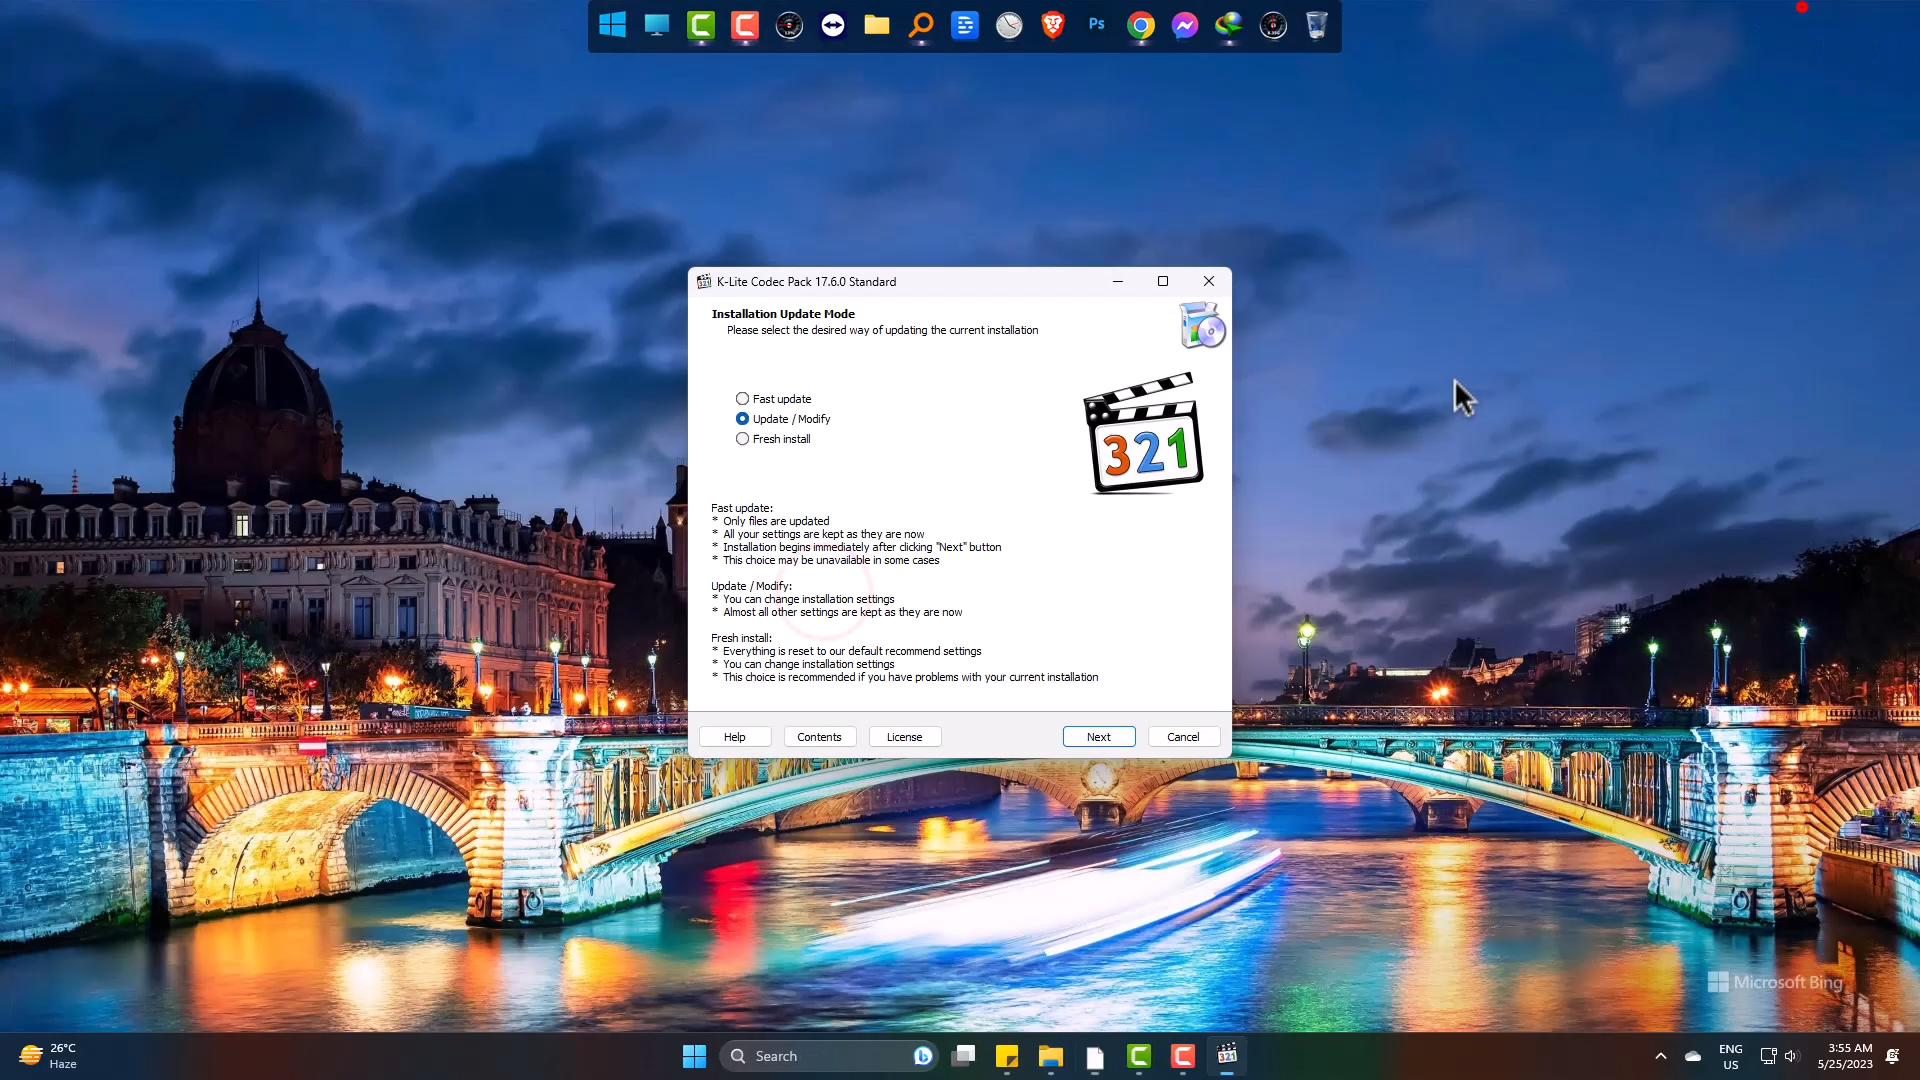 Ps
K-Lite Codec Pack 17.6.0 Standard
Installation Update Mode
Please select the desired way of updating the current installation
Fast update
Update / Modify
Fresh install
321
Fast update:
* Only files are updated
* All your settings are kept as they are now
* Installation begins immediately after clicking "Next" button
* This choice may be unavailable in some cases
Update / Modify:
* You can change installation settings
* Almost all other settings are kept as they are now
Fresh install:
* Everything is reset to our default recommend settings
* You can change installation settings
* This choice is recommended if you have problems with your current installation
Help
Contents
License
Next
Cancel
Microsoft Bing
26°C
Haze
Search
321
ENG
US
3:55 AM
5/25/2023